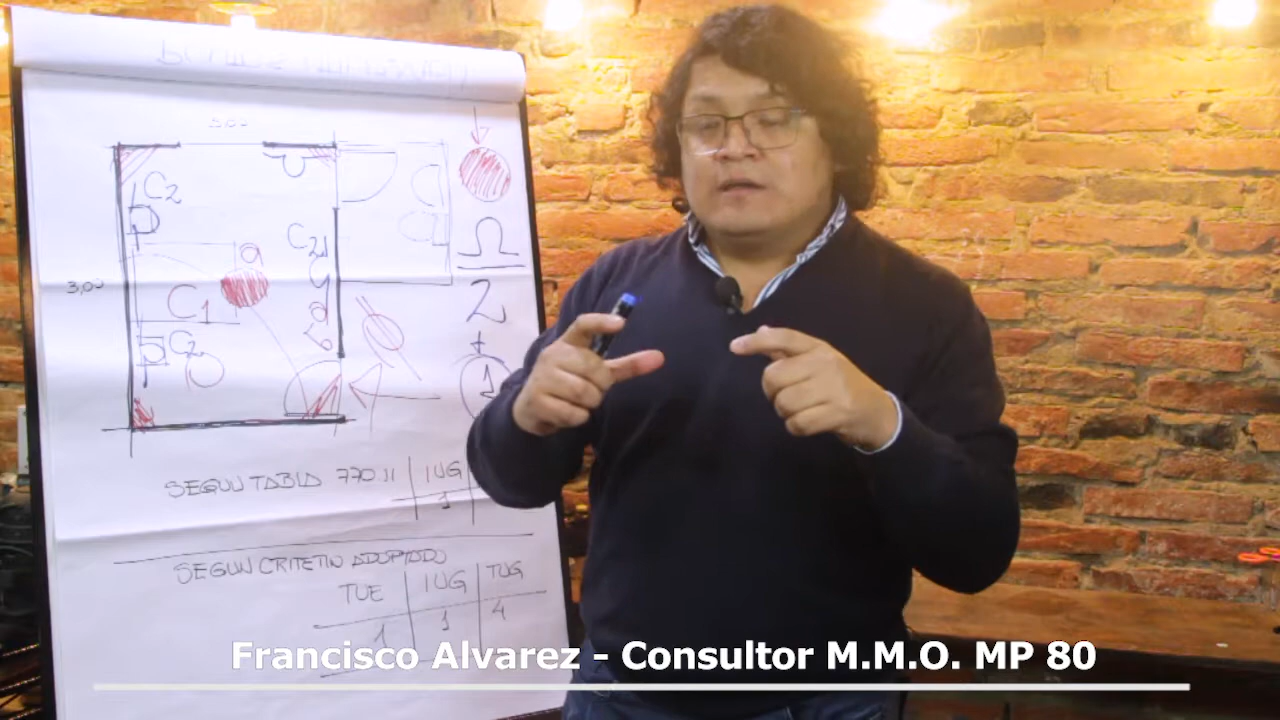 3,00
C2
C2
a
3,00
C1
C2
2
+
1
SEGUN TABLA 770.11 IUG
1
SEGUN CRITERIO ADOPTADO
TUE IUG TUG
1 1 4
Francisco Alvarez - Consultor M.M.O. MP 80